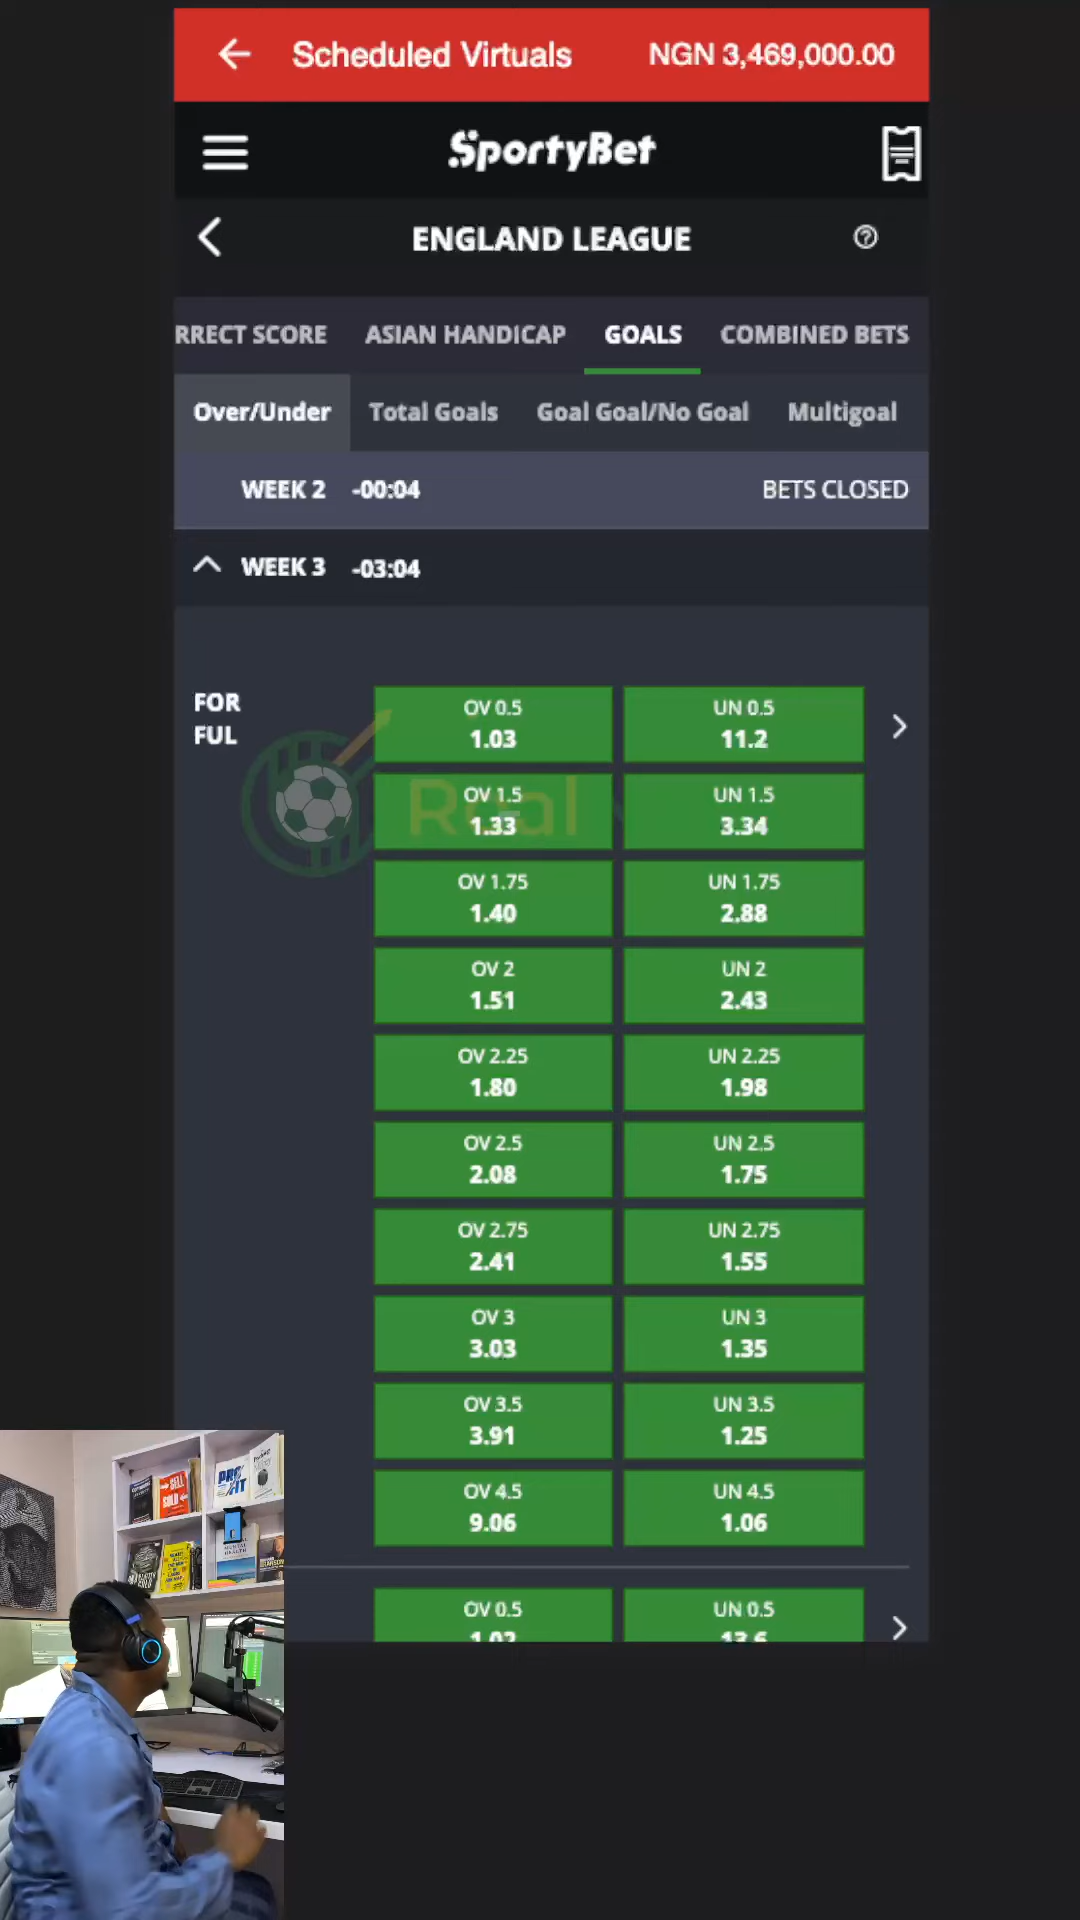 Scheduled Virtuals NGN 3,469,000.00
SportyBet
ENGLAND LEAGUE
RRECT SCORE ASIAN HANDICAP GOALS COMBINED BETS
Over/Under Total Goals Goal Goal/No Goal Multigoal
WEEK 2 -00:04 BETS CLOSED
WEEK 3 -03:04
FOR
FUL
OV 0.5 UN 0.5
1.03 11.2
OV 1.5 UN 1.5
1.33 3.34
OV 1.75 UN 1.75
1.40 2.88
OV 2 UN 2
1.51 2.43
OV 2.25 UN 2.25
1.80 1.98
OV 2.5 UN 2.5
2.08 1.75
OV 2.75 UN 2.75
2.41 1.55
OV 3 UN 3
3.03 1.35
OV 3.5 UN 3.5
3.91 1.25
OV 4.5 UN 4.5
9.06 1.06
OV 0.5 UN 0.5
1.02 13.6
SELL
PROFIT